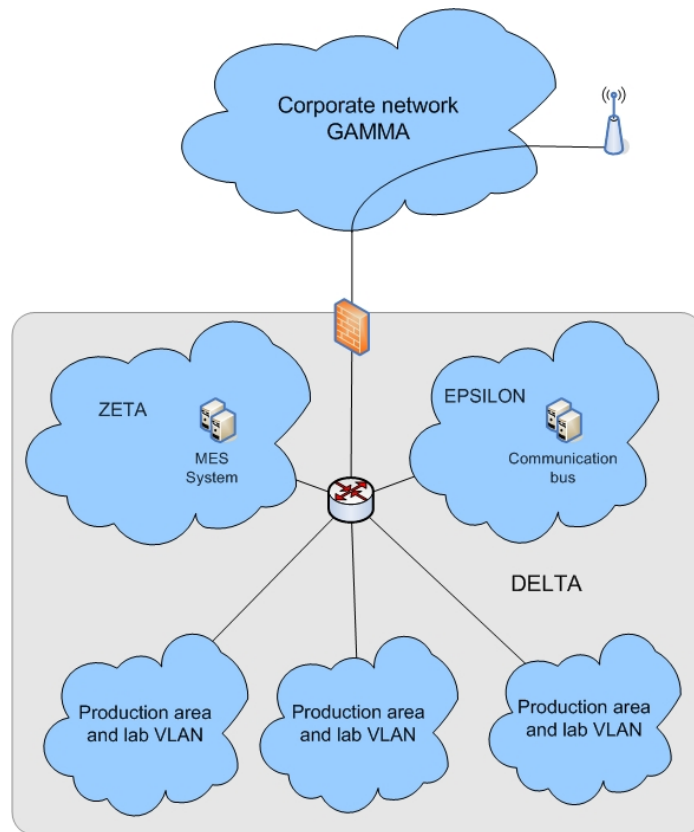 Corporate network
GAMMA
ZETA
MES
System
EPSILON
Communication
bus
DELTA
Production area
and lab VLAN
Production area
and lab VLAN
Production area
and lab VLAN